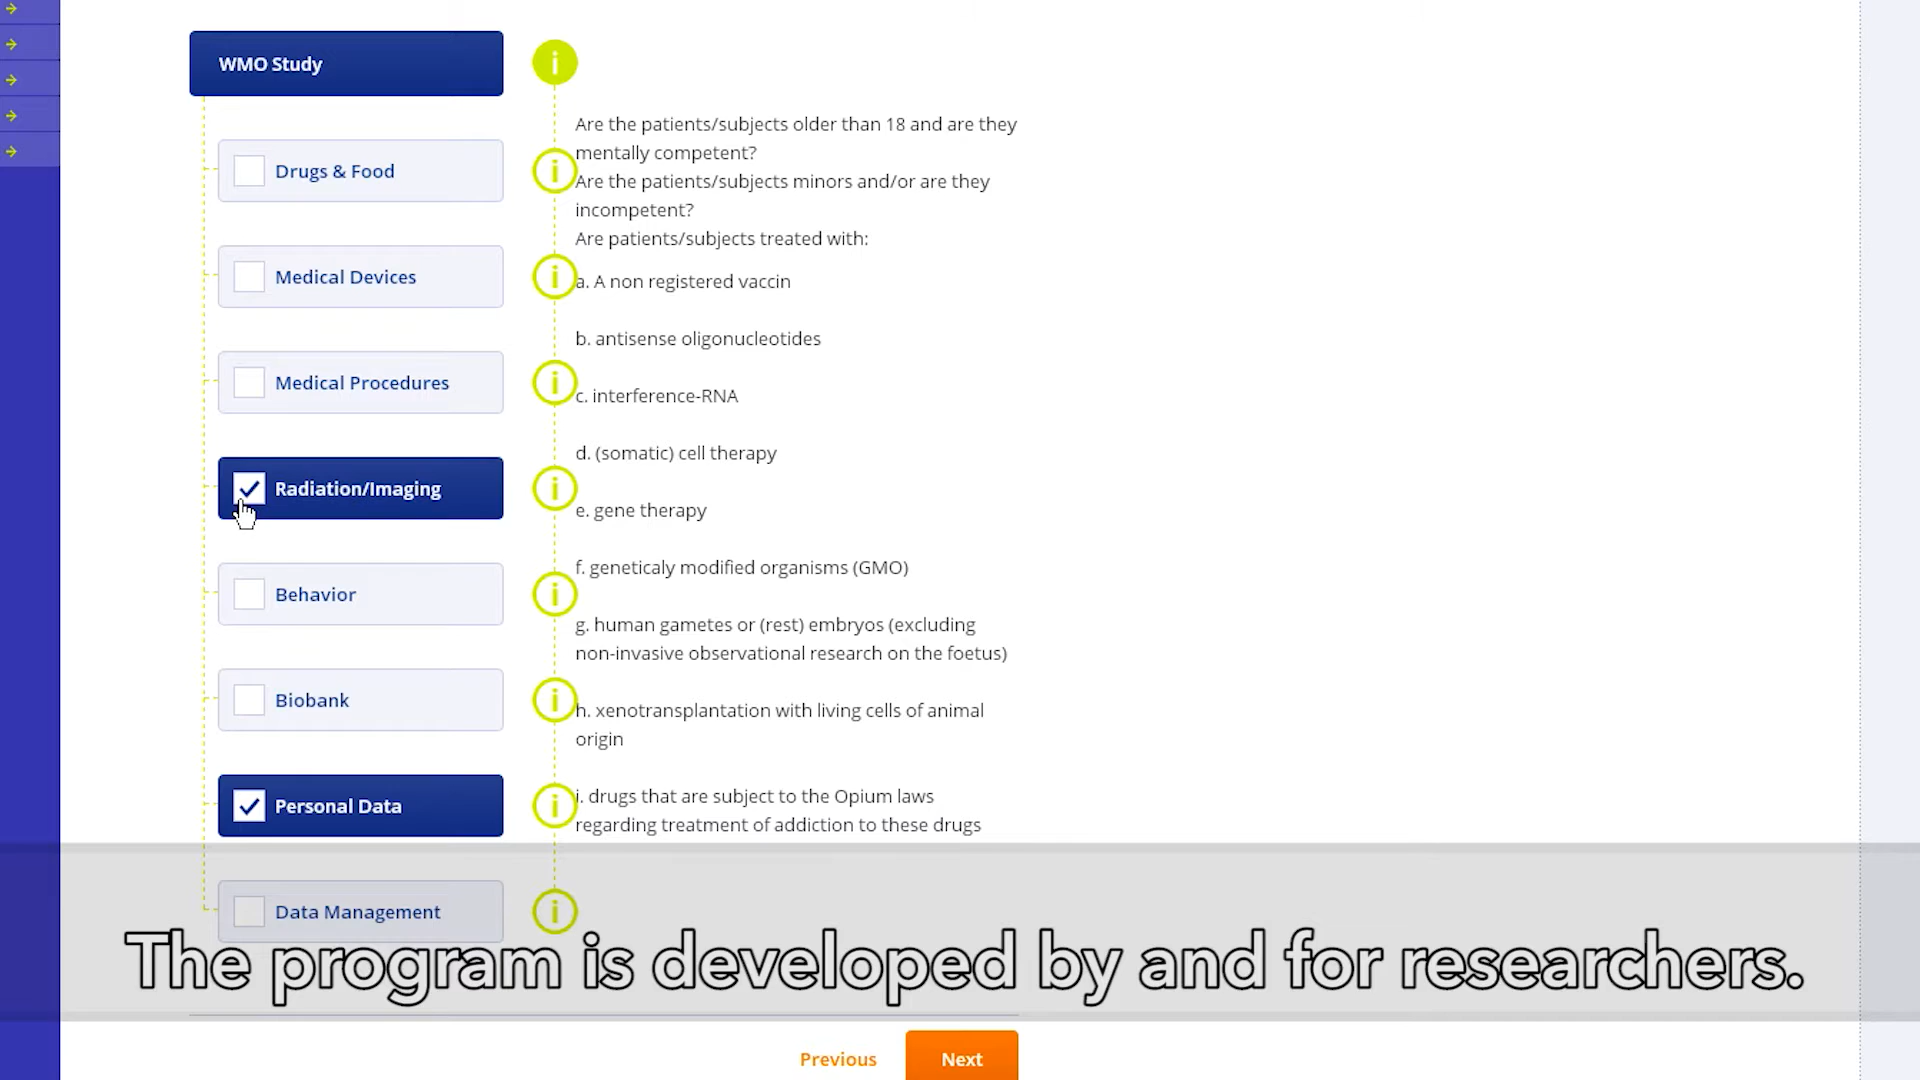 WMO Study
Drugs & Food
Medical Devices
Medical Procedures
Radiation/Imaging
Behavior
Biobank
Personal Data
Data Management
Are the patients/subjects older than 18 and are they
mentally competent?
Are the patients/subjects minors and/or are they
incompetent?
Are patients/subjects treated with:
a. A non registered vaccin
b. antisense oligonucleotides
c. interference-RNA
d. (somatic) cell therapy
e. gene therapy
f. geneticaly modified organisms (GMO)
g. human gametes or (rest) embryos (excluding
non-invasive observational research on the foetus)
h. xenotransplantation with living cells of animal
origin
i. drugs that are subject to the Opium laws
regarding treatment of addiction to these drugs
The program is developed by and for researchers.
Previous
Next